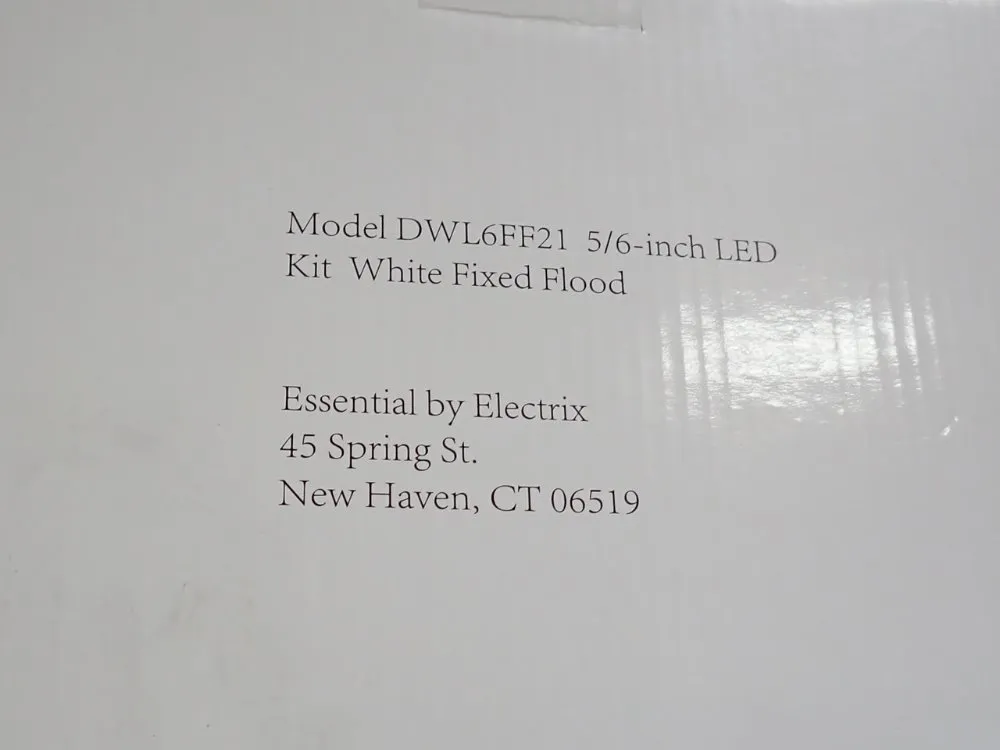 Model DWL6FF21 5/6-inch LED
Kit White Fixed Flood
Essential by Electrix
45 Spring St.
New Haven, CT 06519